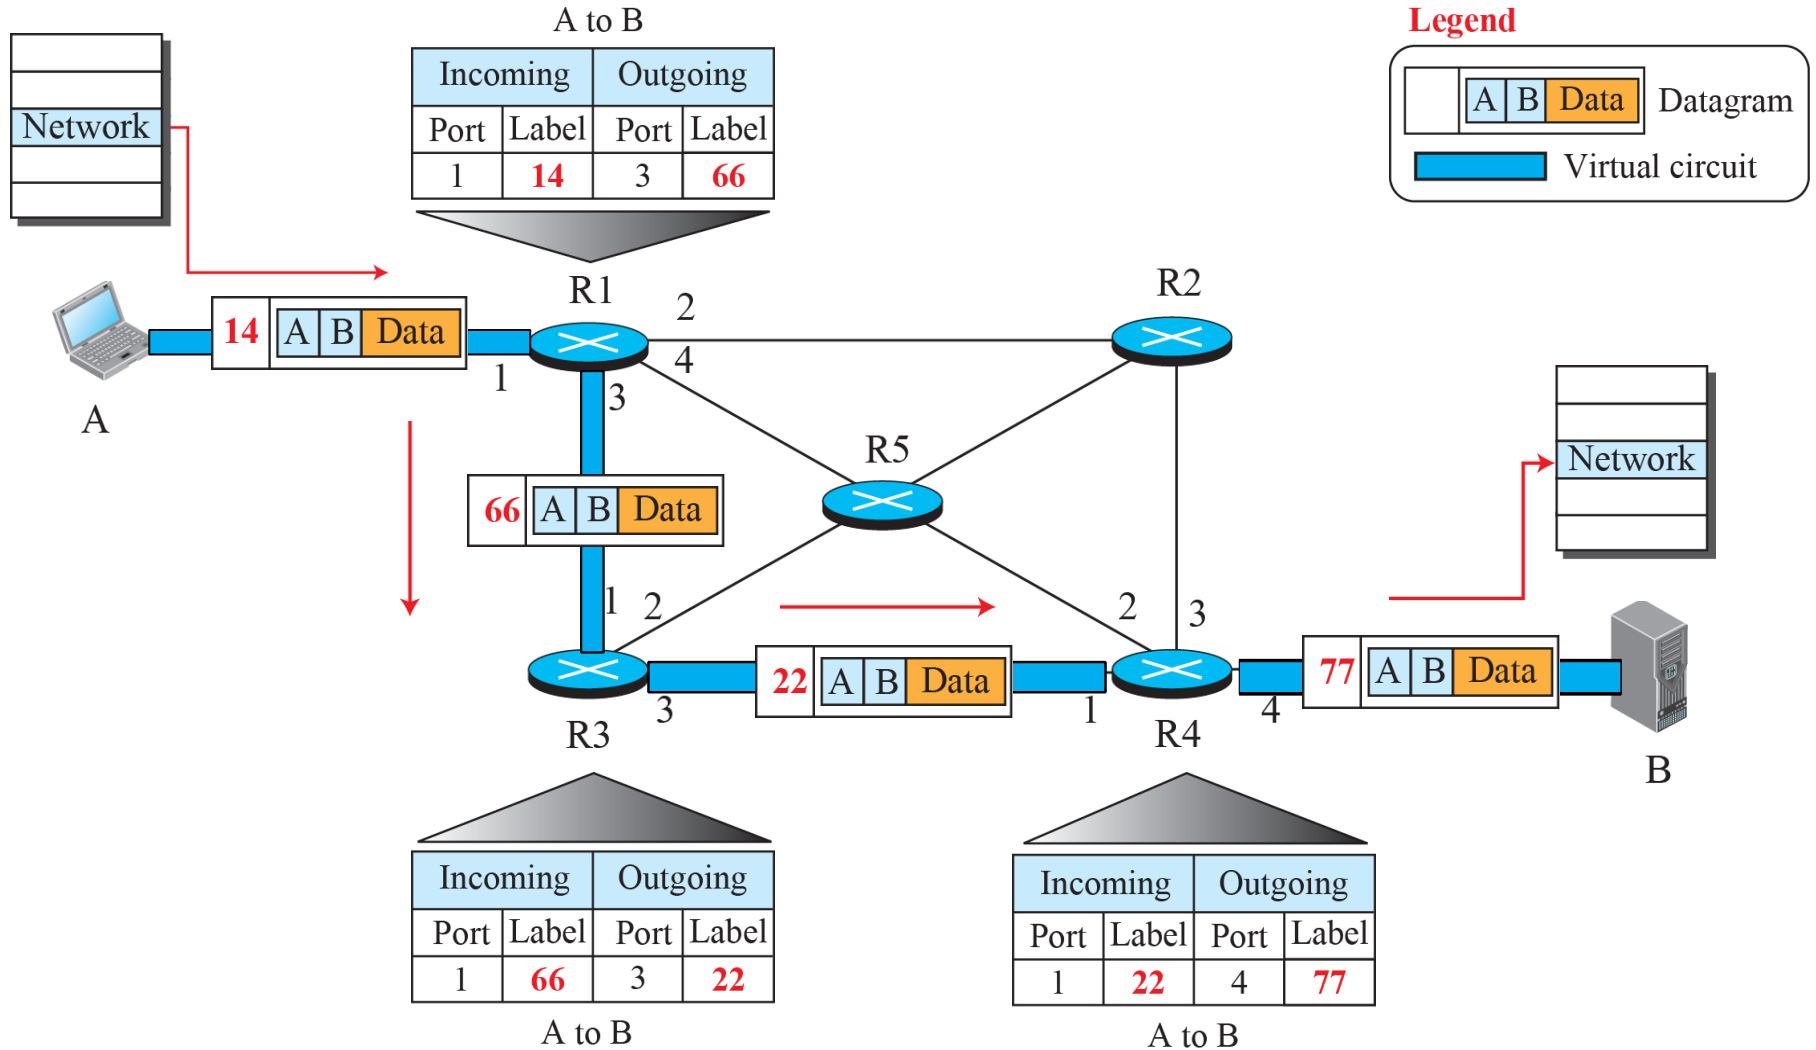 A to B
Legend
Incoming Outgoing
Port Label Port Label
1 14 3 66
A B Data Datagram
Virtual circuit
Network
R1
R2
14 A B Data
1
2
4
3
A
R5
66 A B Data
Network
1
2
2
3
22 A B Data
77 A B Data
3
1
4
R3
R4
B
Incoming Outgoing
Port Label Port Label
1 66 3 22
A to B
Incoming Outgoing
Port Label Port Label
1 22 4 77
A to B